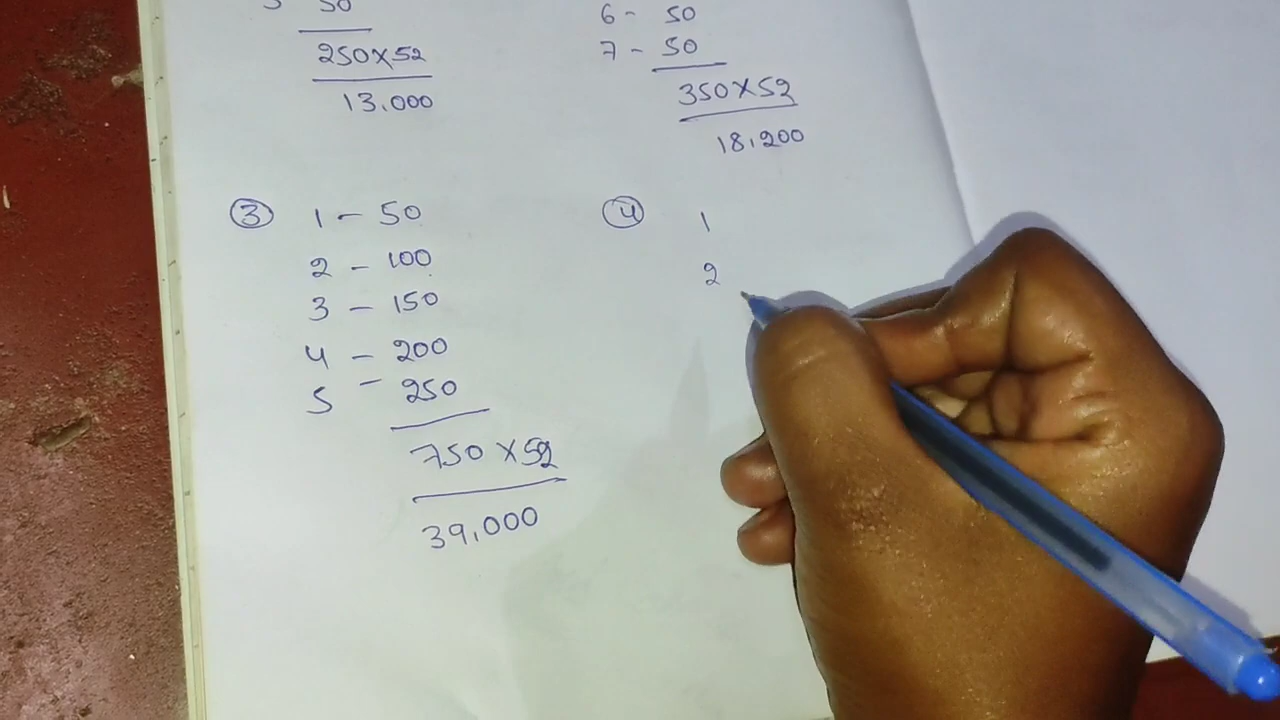 50
250×52
13,000
6 - 50
7 - 50
350×52
18,200
③ 1 - 50
2 - 100
3 - 150
4 - 200
5 - 250
750×52
39,000
④ 1
2